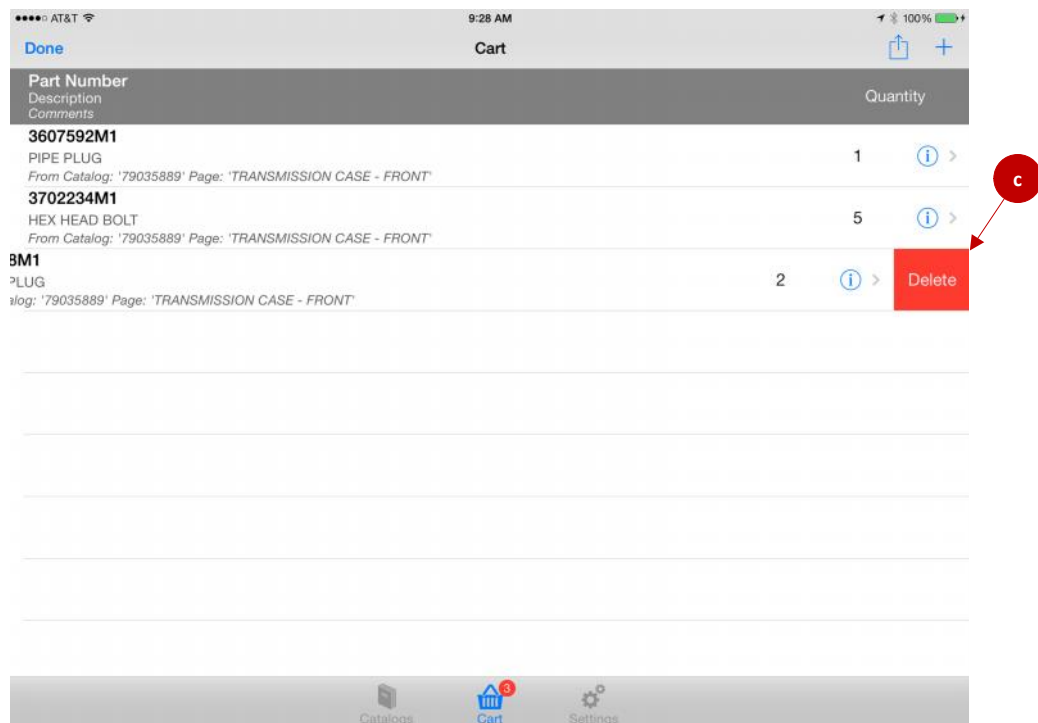 AT&T 9:28 AM 100%
Done Cart
Part Number
Description Quantity
Comments
3607592M1
PIPE PLUG 1
From Catalog: '79035889' Page: 'TRANSMISSION CASE - FRONT'
3702234M1
HEX HEAD BOLT 5
From Catalog: '79035889' Page: 'TRANSMISSION CASE - FRONT'
8M1
PLUG 2 Delete
alog: '79035889' Page: 'TRANSMISSION CASE - FRONT'
c
3
Catalogs Cart Settings